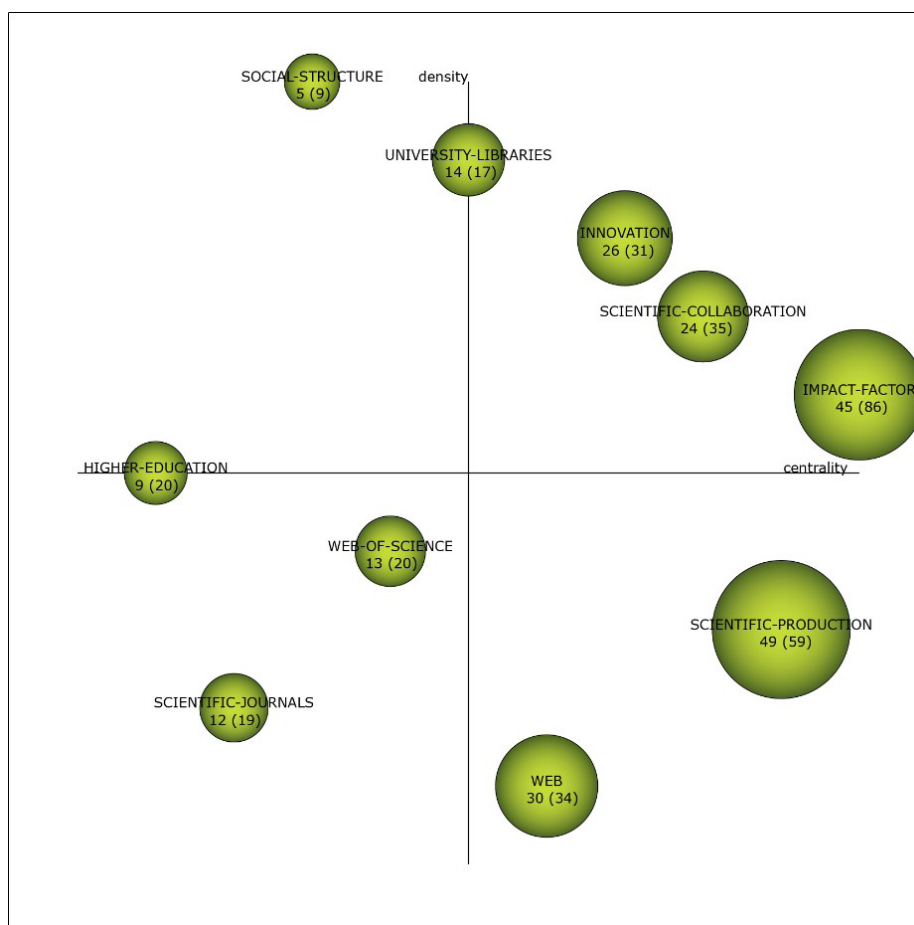 SOCIAL-STRUCTURE
5 (9)
density
UNIVERSITY-LIBRARIES
14 (17)
INNOVATION
26 (31)
SCIENTIFIC-COLLABORATION
24 (35)
IMPACT-FACTOR
45 (86)
HIGHER-EDUCATION
9 (20)
centrality
WEB-OF-SCIENCE
13 (20)
SCIENTIFIC-PRODUCTION
49 (59)
SCIENTIFIC-JOURNALS
12 (19)
WEB
30 (34)